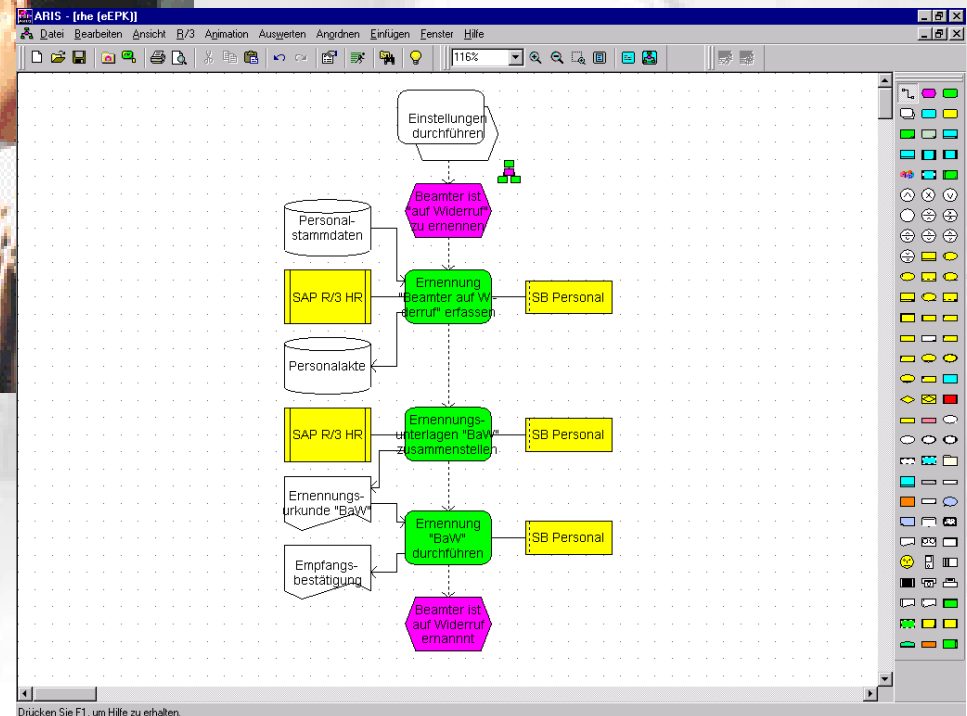 ARIS - [rhe (eEPK)]
Datei Bearbeiten Ansicht R/3 Animation Auswerten Angrdnen Einfügen Fenster Hilfe
116%
Einstellungen
durchführen
Beamter ist
"auf Widerruf"
zu ernennen
Personal-
stammdaten
SAP R/3 HR
Ernennung
"Beamter auf Wi-
derruf" erfassen
SB Personal
Personalakte
SAP R/3 HR
Ernennungs-
unterlagen "BaW"
zusammenstellen
SB Personal
Ernennungs-
urkunde "BaW"
Ernennung
"BaW"
durchführen
SB Personal
Empfangs-
bestätigung
Beamter ist
auf Widerruf
ernannnt
Drücken Sie F1, um Hilfe zu erhalten.